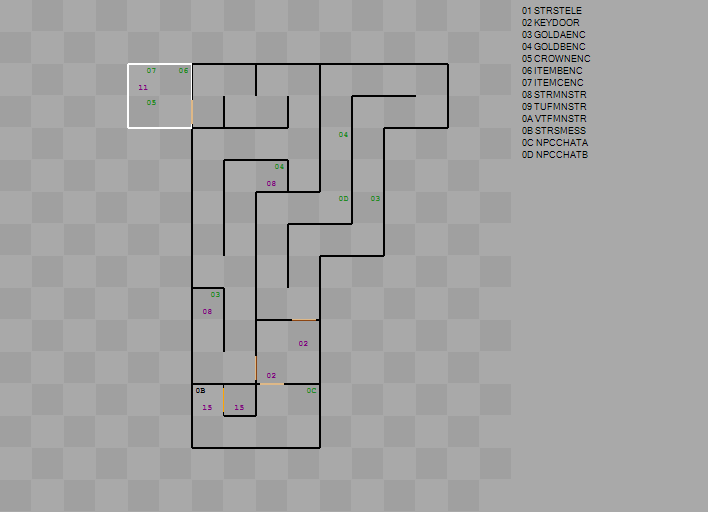 01 STRSTELE
02 KEYDOOR
03 GOLDAENC
04 GOLDBENC
05 CROWNENC
06 ITEMBENC
07 ITEMCENC
08 STRMNSTR
09 TUFMNSTR
0A VTFMNSTR
0B STRSMESS
0C NPCCHATA
0D NPCCHATB
07 06
11
05
04
04
08
0D 03
03
08
02
02
0B 0C
15 15